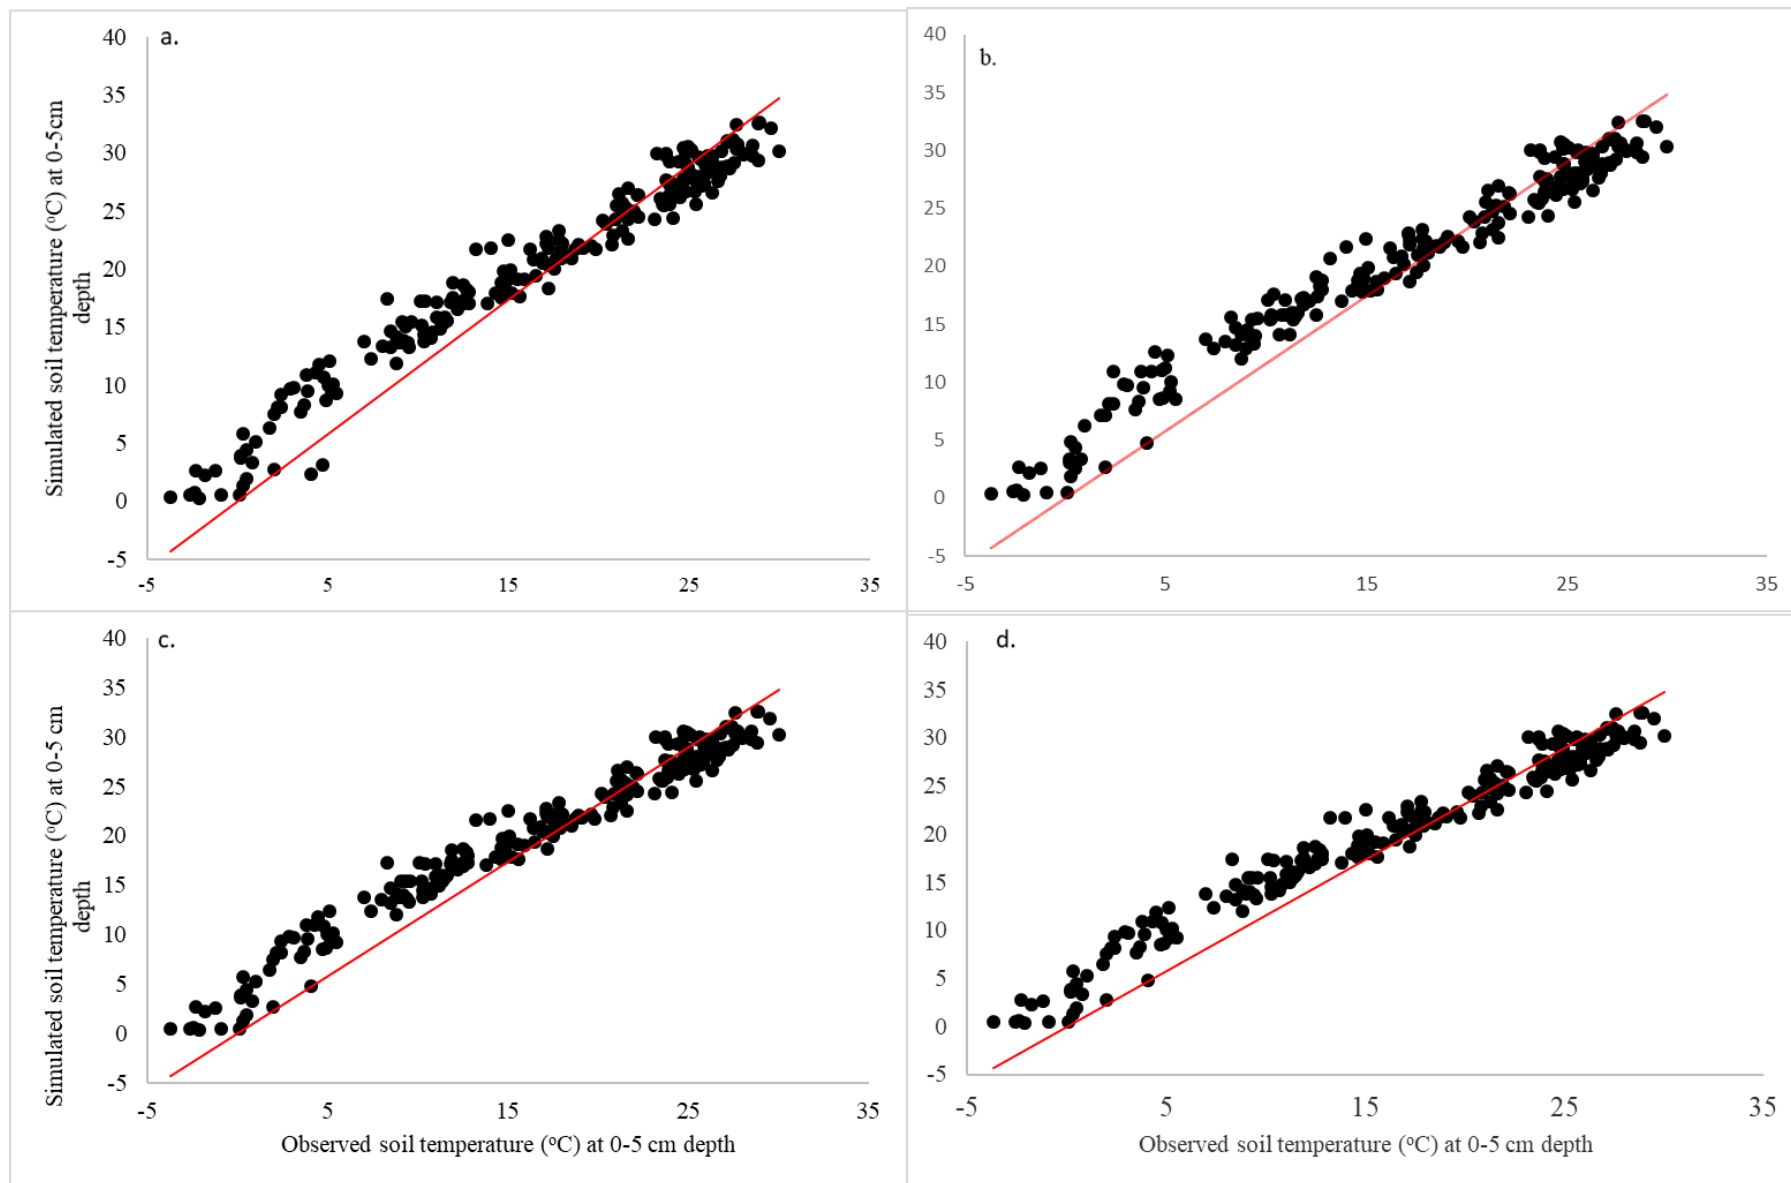 a.
40
35
30
25
20
15
10
5
0
-5
-5 5 15 25 35
Simulated soil temperature (°C) at 0-5cm
depth
b.
40
35
30
25
20
15
10
5
0
-5
-5 5 15 25 35
c.
40
35
30
25
20
15
10
5
0
-5
-5 5 15 25 35
Simulated soil temperature (°C) at 0-5 cm
depth
Observed soil temperature (°C) at 0-5 cm depth
d.
40
35
30
25
20
15
10
5
0
-5
-5 5 15 25 35
Observed soil temperature (°C) at 0-5 cm depth